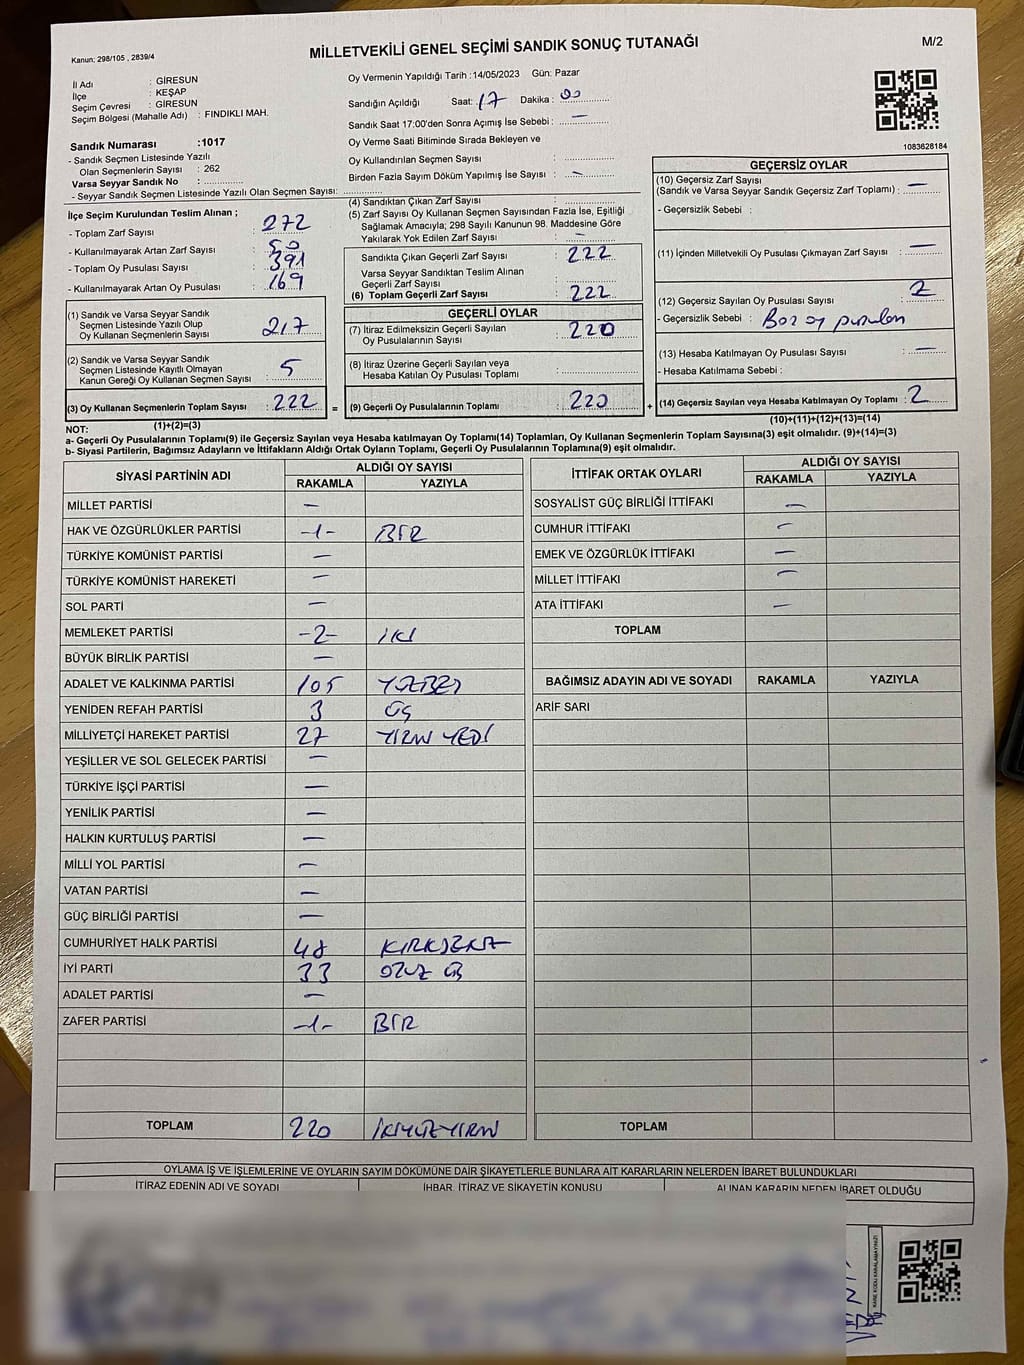 Kanun; 298/105 , 2839/4
MİLLETVEKİLİ GENEL SEÇİMİ SANDIK SONUÇ TUTANAĞI
M/2
İl Adı : GİRESUN
İlçe : KEŞAP
Seçim Çevresi : GİRESUN
Seçim Bölgesi (Mahalle Adı) : FINDIKLI MAH.
Sandık Numarası :1017
- Sandık Seçmen Listesinde Yazılı
Olan Seçmenlerin Sayısı : 262
Varsa Seyyar Sandık No :
- Seyyar Sandık Seçmen Listesinde Yazılı Olan Seçmen Sayısı:
Oy Vermenin Yapıldığı Tarih :14/05/2023 Gün: Pazar
Sandığın Açıldığı Saat: 17 Dakika : 00
Sandık Saat 17:00'den Sonra Açımış İse Sebebi : —
Oy Verme Saati Bitiminde Sırada Bekleyen ve
Oy Kullandırılan Seçmen Sayısı :
Birden Fazla Sayım Döküm Yapılmış İse Sayısı : —
1083628184
İlçe Seçim Kurulundan Teslim Alınan ;
- Toplam Zarf Sayısı : 272
- Kullanılmayarak Artan Zarf Sayısı : 50
- Toplam Oy Pusulası Sayısı : 391
- Kullanılmayarak Artan Oy Pusulası : 169
(1) Sandık ve Varsa Seyyar Sandık
Seçmen Listesinde Yazılı Olup
Oy Kullanan Seçmenlerin Sayısı : 217
(2) Sandık ve Varsa Seyyar Sandık
Seçmen Listesinde Kayıtlı Olmayan
Kanun Gereği Oy Kullanan Seçmen Sayısı : 5
(3) Oy Kullanan Seçmenlerin Toplam Sayısı : 222
(1)+(2)=(3)
(4) Sandıktan Çıkan Zarf Sayısı :
(5) Zarf Sayısı Oy Kullanan Seçmen Sayısından Fazla İse, Eşitliği
Sağlamak Amacıyla; 298 Sayılı Kanunun 98. Maddesine Göre
Yakılarak Yok Edilen Zarf Sayısı : —
Sandıkta Çıkan Geçerli Zarf Sayısı : 222
Varsa Seyyar Sandıktan Teslim Alınan
Geçerli Zarf Sayısı :
(6) Toplam Geçerli Zarf Sayısı : 222
GEÇERLİ OYLAR
(7) İtiraz Edilmeksizin Geçerli Sayılan
Oy Pusulalarının Sayısı : 220
(8) İtiraz Üzerine Geçerli Sayılan veya
Hesaba Katılan Oy Pusulası Toplamı :
= (9) Geçerli Oy Pusulalarının Toplamı : 220
GEÇERSİZ OYLAR
(10) Geçersiz Zarf Sayısı
(Sandık ve Varsa Seyyar Sandık Geçersiz Zarf Toplamı) : —
- Geçersizlik Sebebi :
(11) İçinden Milletvekili Oy Pusulası Çıkmayan Zarf Sayısı : —
(12) Geçersiz Sayılan Oy Pusulası Sayısı : 2
- Geçersizlik Sebebi : Boz oy pusulan
(13) Hesaba Katılmayan Oy Pusulası Sayısı : —
- Hesaba Katılmama Sebebi :
+ (14) Geçersiz Sayılan veya Hesaba Katılmayan Oy Toplamı : 2
(10)+(11)+(12)+(13)=(14)
NOT:
a- Geçerli Oy Pusulalarının Toplamı(9) ile Geçersiz Sayılan veya Hesaba katılmayan Oy Toplamı(14) Toplamları, Oy Kullanan Seçmenlerin Toplam Sayısına(3) eşit olmalıdır. (9)+(14)=(3)
b- Siyasi Partilerin, Bağımsız Adayların ve İttifakların Aldığı Ortak Oyların Toplamı, Geçerli Oy Pusulalarının Toplamına(9) eşit olmalıdır.
SİYASİ PARTİNİN ADI ALDIĞI OY SAYISI
RAKAMLA YAZIYLA
MİLLET PARTİSİ —
HAK VE ÖZGÜRLÜKLER PARTİSİ -1- BİR
TÜRKİYE KOMÜNİST PARTİSİ —
TÜRKİYE KOMÜNİST HAREKETİ —
SOL PARTİ —
MEMLEKET PARTİSİ -2- İKİ
BÜYÜK BİRLİK PARTİSİ —
ADALET VE KALKINMA PARTİSİ 105 YÜZBEŞ
YENİDEN REFAH PARTİSİ 3 ÜÇ
MİLLİYETÇİ HAREKET PARTİSİ 27 YIRMI YEDİ
YEŞİLLER VE SOL GELECEK PARTİSİ —
TÜRKİYE İŞÇİ PARTİSİ —
YENİLİK PARTİSİ —
HALKIN KURTULUŞ PARTİSİ —
MİLLİ YOL PARTİSİ —
VATAN PARTİSİ —
GÜÇ BİRLİĞİ PARTİSİ —
CUMHURİYET HALK PARTİSİ 48 KIRKSEKİZ
İYİ PARTİ 33 OTUZ ÜÇ
ADALET PARTİSİ —
ZAFER PARTİSİ -1- BİR
TOPLAM 220 İKİYÜZYIRMI
İTTİFAK ORTAK OYLARI ALDIĞI OY SAYISI
RAKAMLA YAZIYLA
SOSYALİST GÜÇ BİRLİĞİ İTTİFAKI —
CUMHUR İTTİFAKI —
EMEK VE ÖZGÜRLÜK İTTİFAKI —
MİLLET İTTİFAKI —
ATA İTTİFAKI —
TOPLAM
BAĞIMSIZ ADAYIN ADI VE SOYADI RAKAMLA YAZIYLA
ARİF SARI
TOPLAM
OYLAMA İŞ VE İŞLEMLERİNE VE OYLARIN SAYIM DÖKÜMÜNE DAİR ŞİKAYETLERLE BUNLARA AİT KARARLARIN NELERDEN İBARET BULUNDUKLARI
İTİRAZ EDENİN ADI VE SOYADI İHBAR, İTİRAZ VE ŞİKAYETİN KONUSU ALINAN KARARIN NEDEN İBARET OLDUĞU
KARE KODU KARALAMAYINIZ!